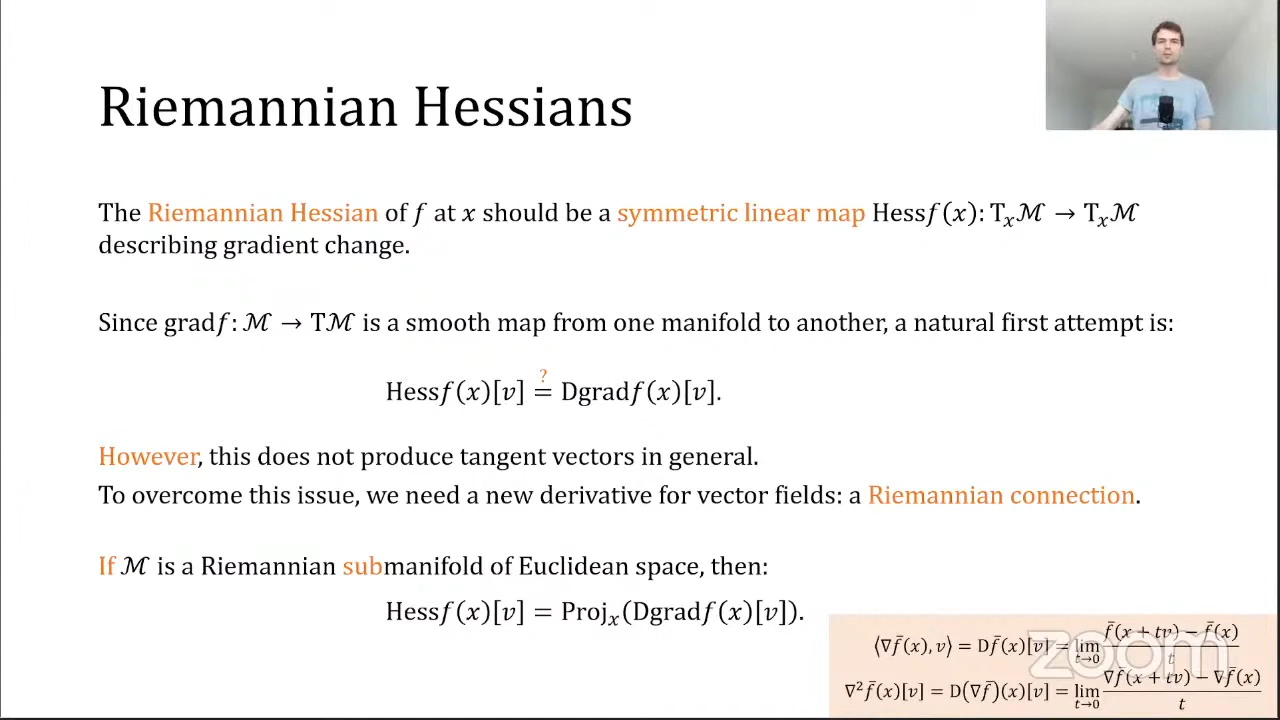 Riemannian Hessians
The Riemannian Hessian of f at x should be a symmetric linear map Hessf(x): Tₓℳ → Tₓℳ
describing gradient change.
Since gradf: ℳ → Tℳ is a smooth map from one manifold to another, a natural first attempt is:
Hessf(x)[v] ≟ Dgradf(x)[v].
However, this does not produce tangent vectors in general.
To overcome this issue, we need a new derivative for vector fields: a Riemannian connection.
If ℳ is a Riemannian submanifold of Euclidean space, then:
Hessf(x)[v] = Projₓ(Dgradf(x)[v]).
⟨∇f̄(x), v⟩ = Df̄(x)[v] = lim t→0 (f̄(x + tv) − f̄(x))/t
∇²f̄(x)[v] = D(∇f̄)(x)[v] = lim t→0 (∇f̄(x + tv) − ∇f̄(x))/t
zoom